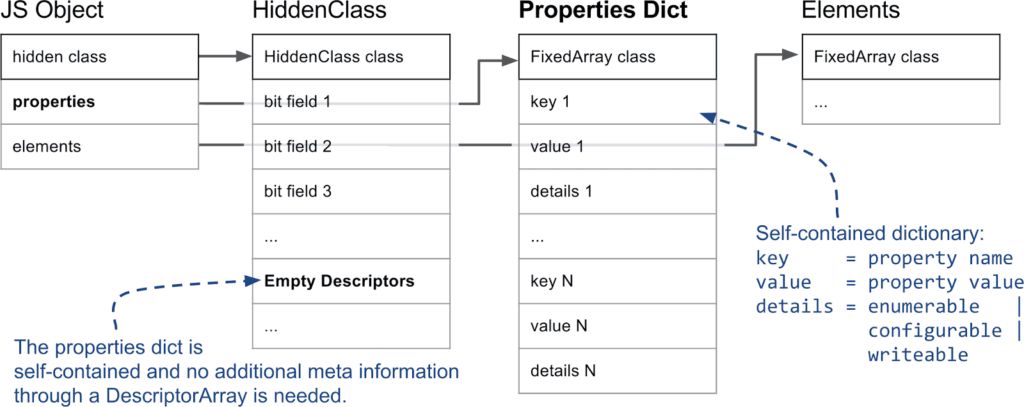 JS Object
hidden class
properties
elements
HiddenClass
HiddenClass class
bit field 1
bit field 2
bit field 3
...
Empty Descriptors
...
Properties Dict
FixedArray class
key 1
value 1
details 1
...
key N
value N
details N
Elements
FixedArray class
...
The properties dict is
self-contained and no additional meta information
through a DescriptorArray is needed.
Self-contained dictionary:
key = property name
value = property value
details = enumerable |
configurable |
writeable